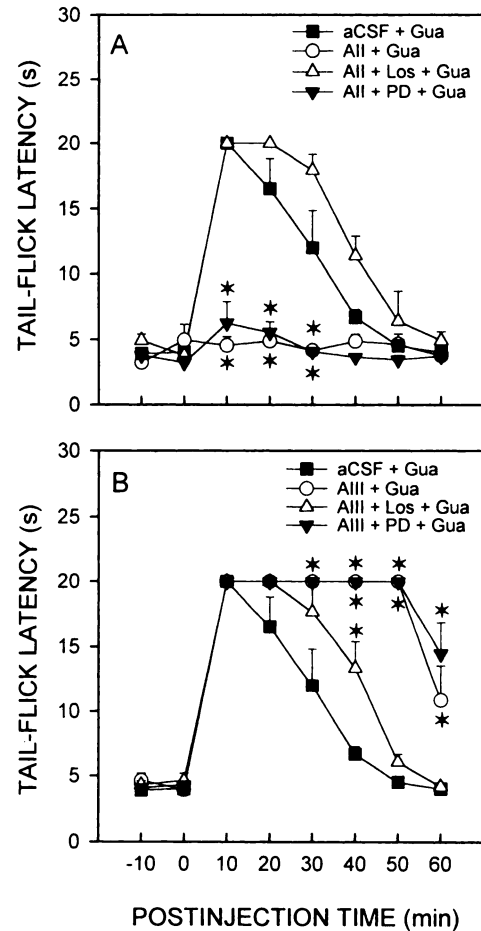 A
aCSF + Gua
AII + Gua
AII + Los + Gua
AII + PD + Gua
TAIL-FLICK LATENCY (s)
30
25
20
15
10
5
0
B
aCSF + Gua
AIII + Gua
AIII + Los + Gua
AIII + PD + Gua
TAIL-FLICK LATENCY (s)
30
25
20
15
10
5
0
-10 0 10 20 30 40 50 60
POSTINJECTION TIME (min)